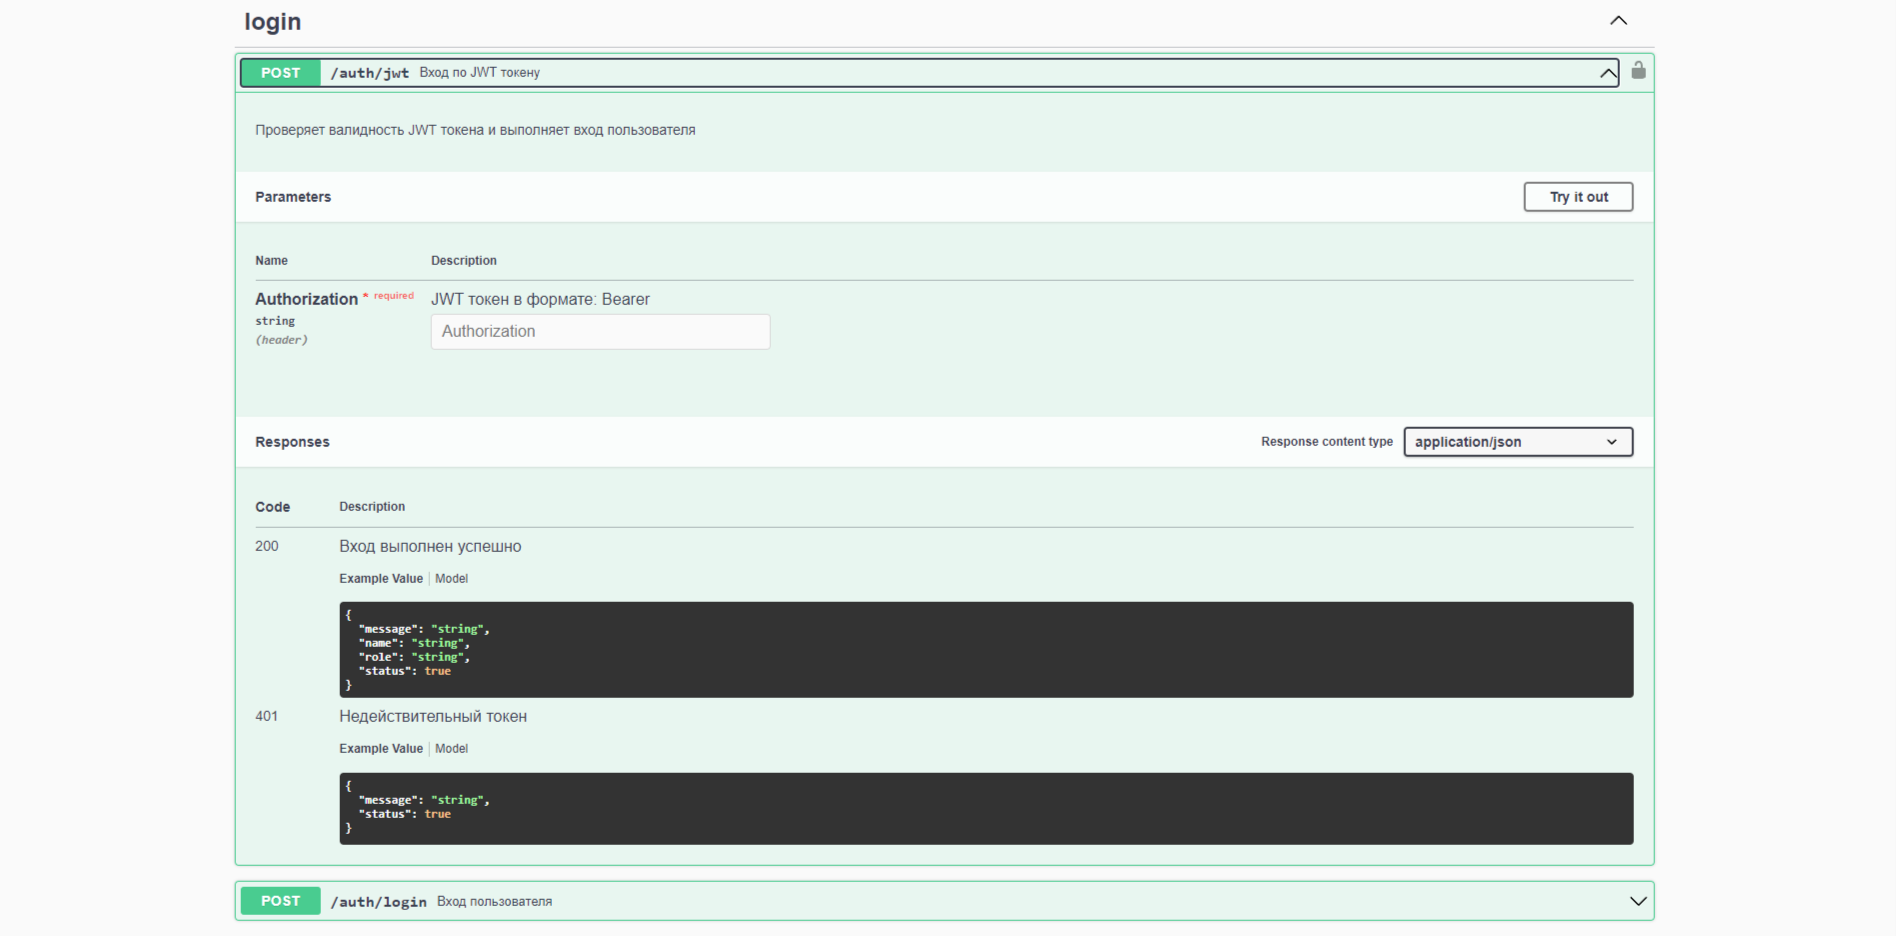 login
POST /auth/jwt Вход по JWT токену
Проверяет валидность JWT токена и выполняет вход пользователя
Parameters
Try it out
Name Description
Authorization * required JWT токен в формате: Bearer
string
(header)
Authorization
Responses
Response content type application/json
Code Description
200 Вход выполнен успешно
Example Value | Model
{
  "message": "string",
  "name": "string",
  "role": "string",
  "status": true
}
401 Недействительный токен
Example Value | Model
{
  "message": "string",
  "status": true
}
POST /auth/login Вход пользователя